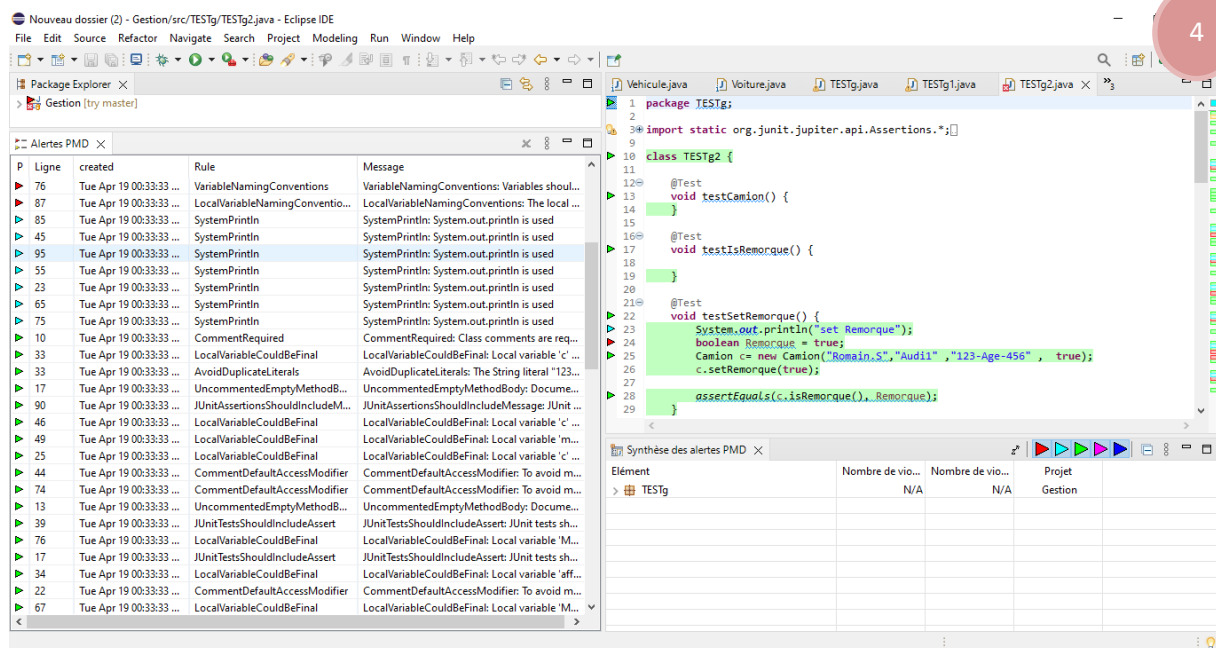 Nouveau dossier (2) - Gestion/src/TESTg/TESTg2.java - Eclipse IDE
4
File Edit Source Refactor Navigate Search Project Modeling Run Window Help
Package Explorer
Gestion [try master]
Alertes PMD
P Ligne created Rule Message
76 Tue Apr 19 00:33:33 ... VariableNamingConventions VariableNamingConventions: Variables shoul...
87 Tue Apr 19 00:33:33 ... LocalVariableNamingConventio... LocalVariableNamingConventions: The local ...
85 Tue Apr 19 00:33:33 ... SystemPrintln SystemPrintln: System.out.println is used
45 Tue Apr 19 00:33:33 ... SystemPrintln SystemPrintln: System.out.println is used
95 Tue Apr 19 00:33:33 ... SystemPrintln SystemPrintln: System.out.println is used
55 Tue Apr 19 00:33:33 ... SystemPrintln SystemPrintln: System.out.println is used
23 Tue Apr 19 00:33:33 ... SystemPrintln SystemPrintln: System.out.println is used
65 Tue Apr 19 00:33:33 ... SystemPrintln SystemPrintln: System.out.println is used
75 Tue Apr 19 00:33:33 ... SystemPrintln SystemPrintln: System.out.println is used
10 Tue Apr 19 00:33:33 ... CommentRequired CommentRequired: Class comments are req...
33 Tue Apr 19 00:33:33 ... LocalVariableCouldBeFinal LocalVariableCouldBeFinal: Local variable 'c' ...
33 Tue Apr 19 00:33:33 ... AvoidDuplicateLiterals AvoidDuplicateLiterals: The String literal "123...
17 Tue Apr 19 00:33:33 ... UncommentedEmptyMethodB... UncommentedEmptyMethodBody: Docume...
90 Tue Apr 19 00:33:33 ... JUnitAssertionsShouldIncludeM... JUnitAssertionsShouldIncludeMessage: JUnit ...
46 Tue Apr 19 00:33:33 ... LocalVariableCouldBeFinal LocalVariableCouldBeFinal: Local variable 'c' ...
49 Tue Apr 19 00:33:33 ... LocalVariableCouldBeFinal LocalVariableCouldBeFinal: Local variable 'm...
25 Tue Apr 19 00:33:33 ... LocalVariableCouldBeFinal LocalVariableCouldBeFinal: Local variable 'c' ...
44 Tue Apr 19 00:33:33 ... CommentDefaultAccessModifier CommentDefaultAccessModifier: To avoid m...
74 Tue Apr 19 00:33:33 ... CommentDefaultAccessModifier CommentDefaultAccessModifier: To avoid m...
13 Tue Apr 19 00:33:33 ... UncommentedEmptyMethodB... UncommentedEmptyMethodBody: Docume...
39 Tue Apr 19 00:33:33 ... JUnitTestsShouldIncludeAssert JUnitTestsShouldIncludeAssert: JUnit tests sh...
76 Tue Apr 19 00:33:33 ... LocalVariableCouldBeFinal LocalVariableCouldBeFinal: Local variable 'M...
17 Tue Apr 19 00:33:33 ... JUnitTestsShouldIncludeAssert JUnitTestsShouldIncludeAssert: JUnit tests sh...
34 Tue Apr 19 00:33:33 ... LocalVariableCouldBeFinal LocalVariableCouldBeFinal: Local variable 'aff...
22 Tue Apr 19 00:33:33 ... CommentDefaultAccessModifier CommentDefaultAccessModifier: To avoid m...
67 Tue Apr 19 00:33:33 ... LocalVariableCouldBeFinal LocalVariableCouldBeFinal: Local variable 'M...
Vehicule.java Voiture.java TESTg.java TESTg1.java TESTg2.java »3
1 package TESTg;
2
3 import static org.junit.jupiter.api.Assertions.*;
9
10 class TESTg2 {
11
12 @Test
13 void testCamion() {
14 }
15
16 @Test
17 void testIsRemorque() {
18
19 }
20
21 @Test
22 void testSetRemorque() {
23 System.out.println("set Remorque");
24 boolean Remorque = true;
25 Camion c= new Camion("Romain.S","Audi1" ,"123-Age-456" , true);
26 c.setRemorque(true);
27
28 assertEquals(c.isRemorque(), Remorque);
29 }
Synthèse des alertes PMD
Elément Nombre de vio... Nombre de vio... Projet
TESTg N/A N/A Gestion